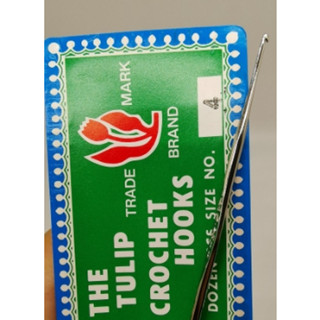 THE
TULIP
CROCHET
HOOKS
TRADE MARK
BRAND
DOZEN
SIZE NO.
4